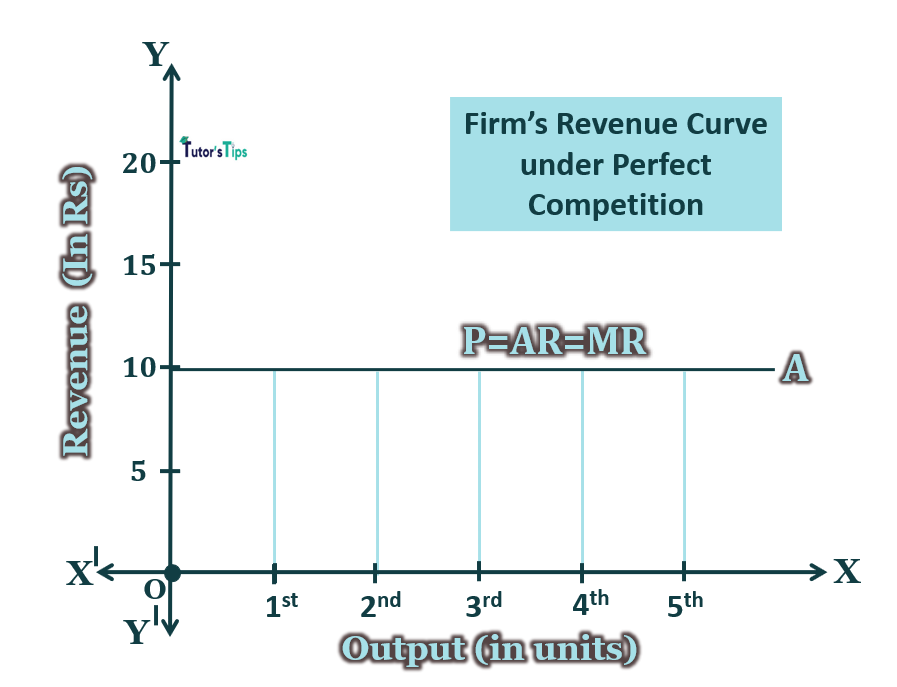 Y
Tutor'sTips
Firm's Revenue Curve
under Perfect
Competition
Revenue (In Rs)
20
15
10
5
P=AR=MR
A
X'
O
X
Y'
1st
2nd
3rd
4th
5th
Output (in units)